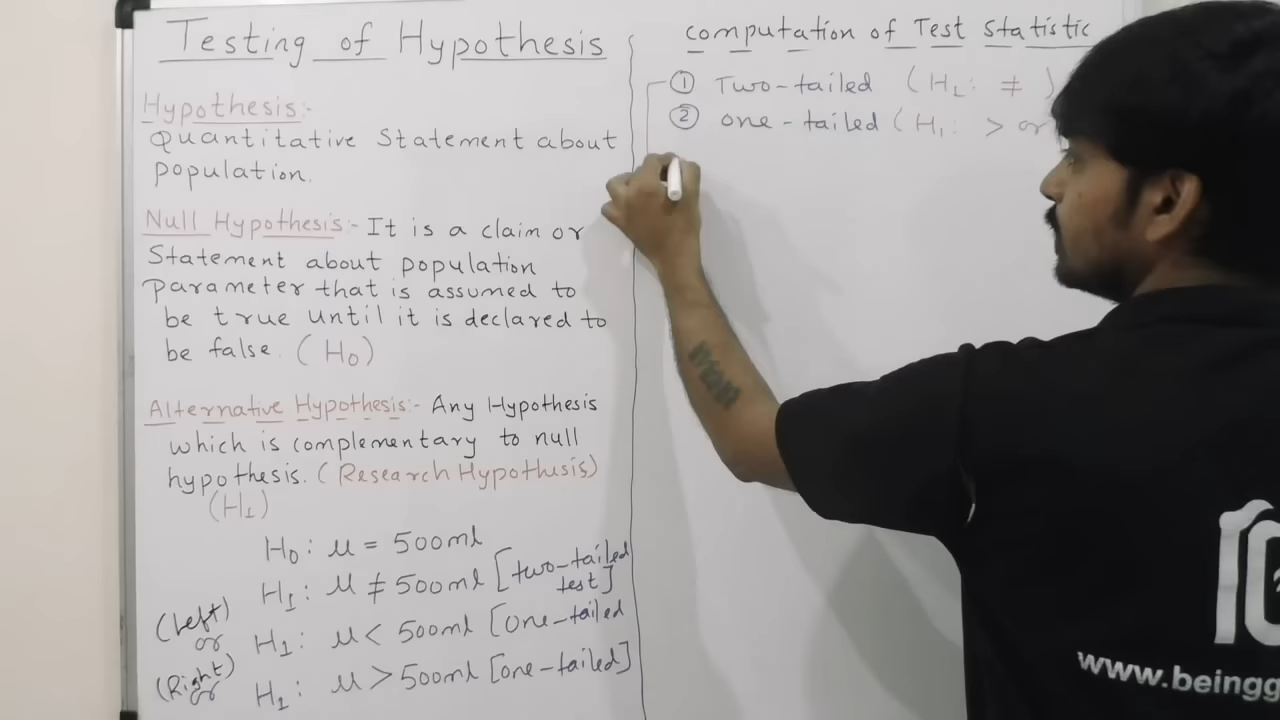 Testing of Hypothesis
Hypothesis:-
Quantitative Statement about
population.
Null Hypothesis:- It is a claim or
Statement about population
parameter that is assumed to
be true until it is declared to
be false. (H₀)
Alternative Hypothesis:- Any Hypothesis
which is complementary to null
hypothesis. (Research Hypothesis)
(H₁)
H₀: μ = 500ml
H₁: μ ≠ 500ml [two-tailed
test]
(Left)
or H₁: μ < 500ml [one-tailed
(Right)
or H₁: μ > 500ml [one-tailed]
computation of Test Statistic
① Two-tailed (H₁: ≠ )
② one-tailed (H₁: > or
www.beingg